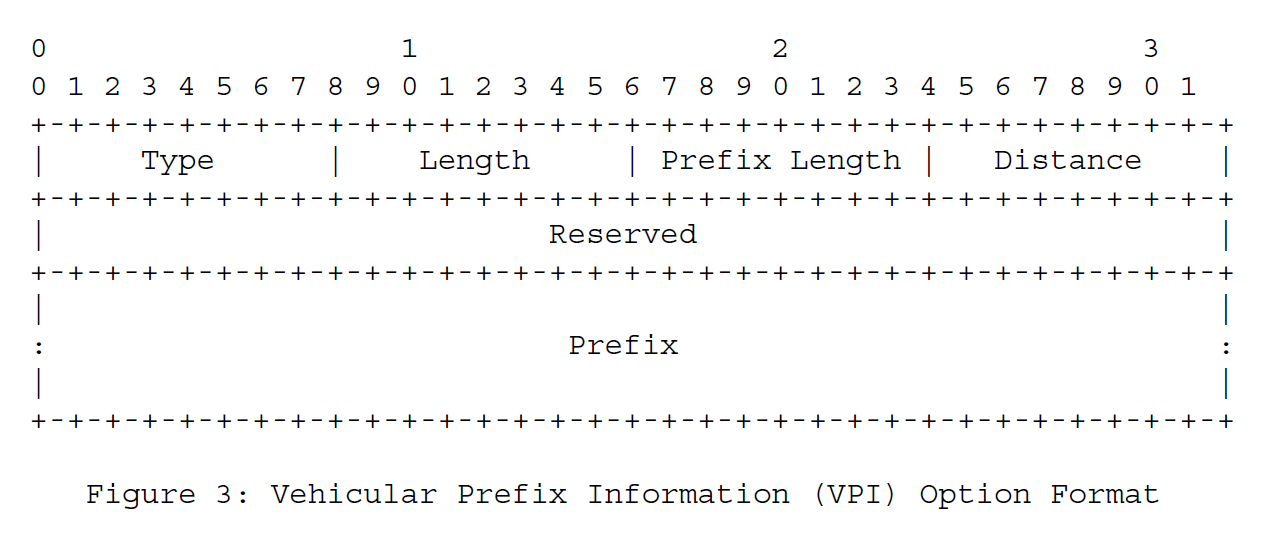 0                   1                   2                   3
0 1 2 3 4 5 6 7 8 9 0 1 2 3 4 5 6 7 8 9 0 1 2 3 4 5 6 7 8 9 0 1
+-+-+-+-+-+-+-+-+-+-+-+-+-+-+-+-+-+-+-+-+-+-+-+-+-+-+-+-+-+-+-+-+
|     Type      |    Length     | Prefix Length |   Distance    |
+-+-+-+-+-+-+-+-+-+-+-+-+-+-+-+-+-+-+-+-+-+-+-+-+-+-+-+-+-+-+-+-+
|                           Reserved                            |
+-+-+-+-+-+-+-+-+-+-+-+-+-+-+-+-+-+-+-+-+-+-+-+-+-+-+-+-+-+-+-+-+
|                                                               |
:                            Prefix                             :
|                                                               |
+-+-+-+-+-+-+-+-+-+-+-+-+-+-+-+-+-+-+-+-+-+-+-+-+-+-+-+-+-+-+-+-+
Figure 3: Vehicular Prefix Information (VPI) Option Format